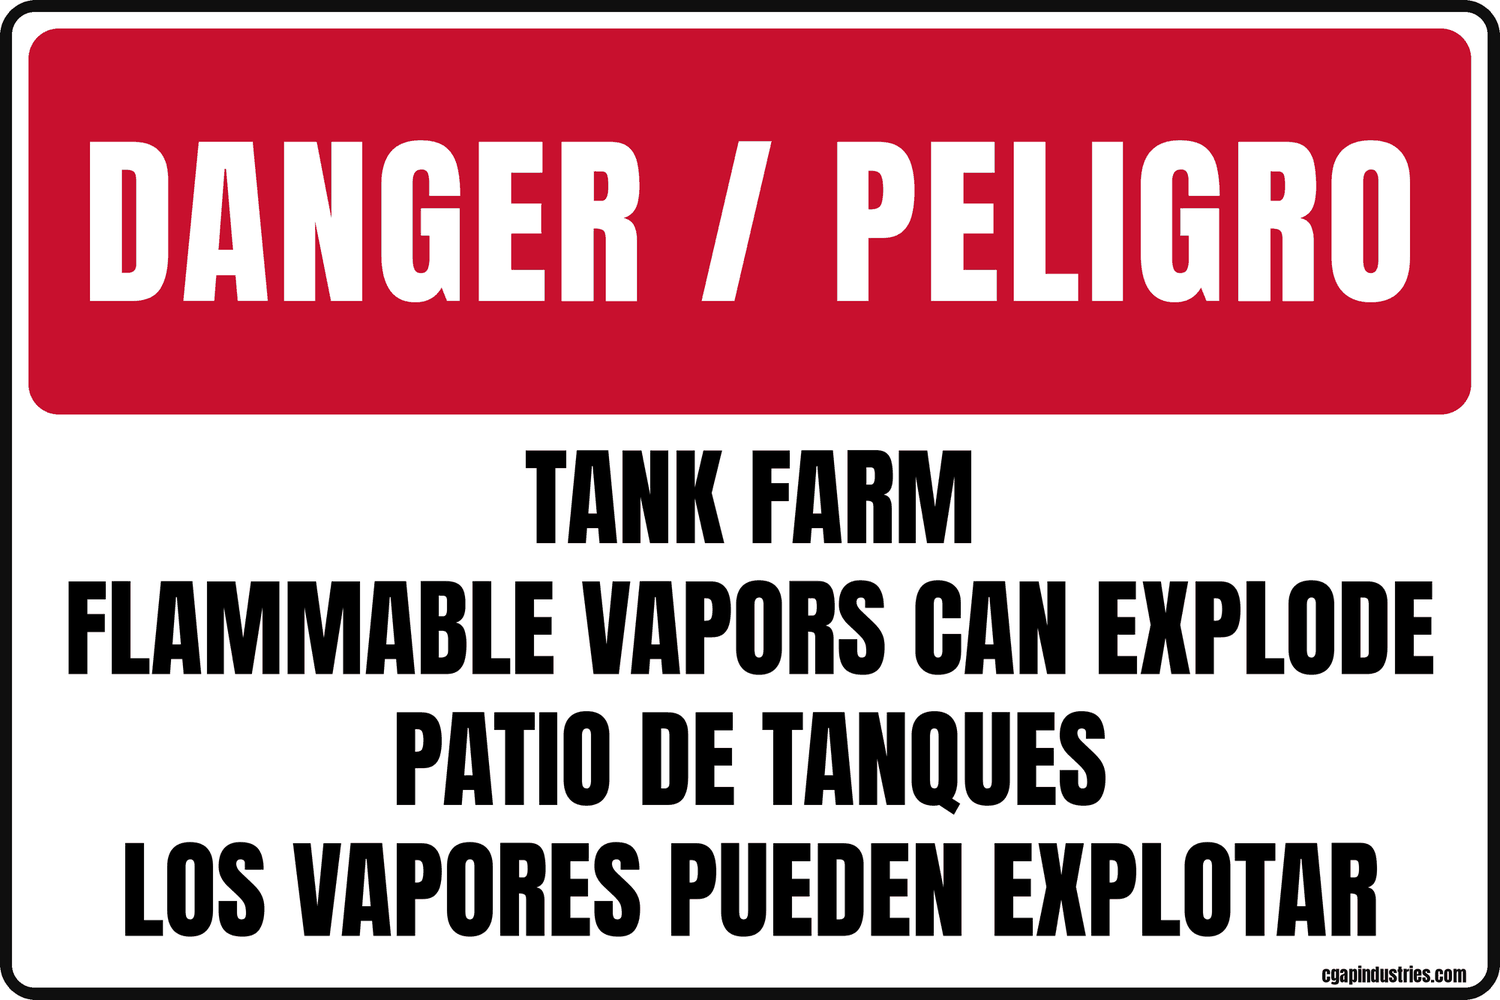 DANGER / PELIGRO
TANK FARM
FLAMMABLE VAPORS CAN EXPLODE
PATIO DE TANQUES
LOS VAPORES PUEDEN EXPLOTAR
cgapindustries.com